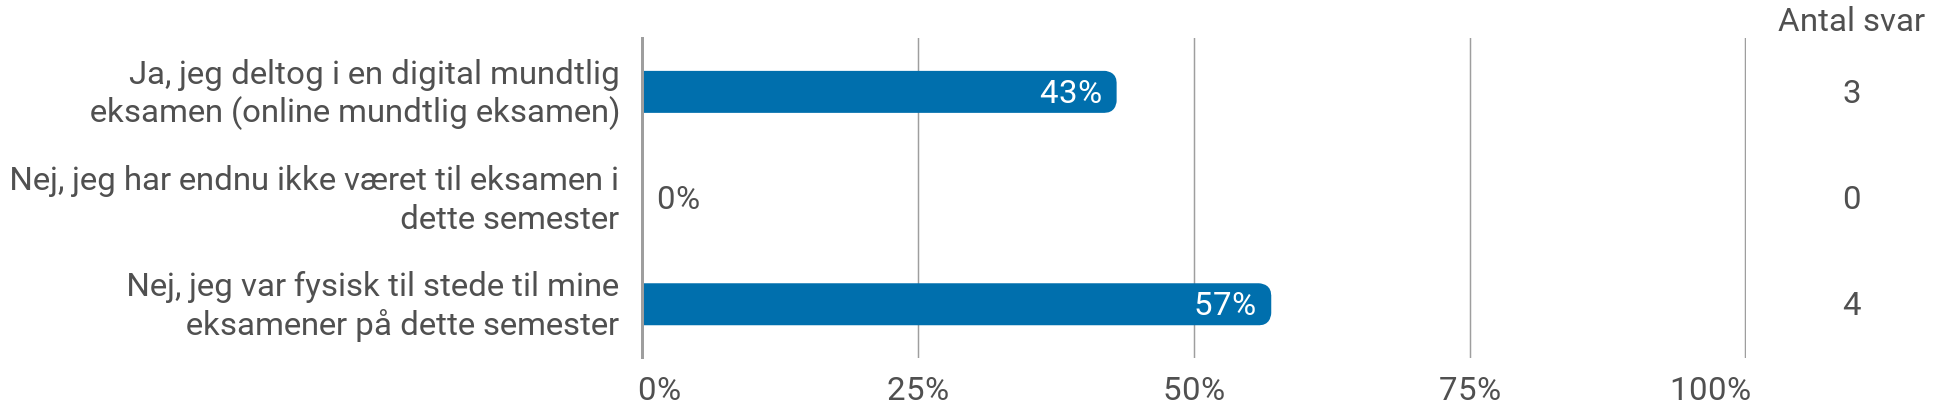 Antal svar
Ja, jeg deltog i en digital mundtlig
eksamen (online mundtlig eksamen)
43%
3
Nej, jeg har endnu ikke været til eksamen i
dette semester
0%
0
Nej, jeg var fysisk til stede til mine
eksamener på dette semester
57%
4
0%
25%
50%
75%
100%